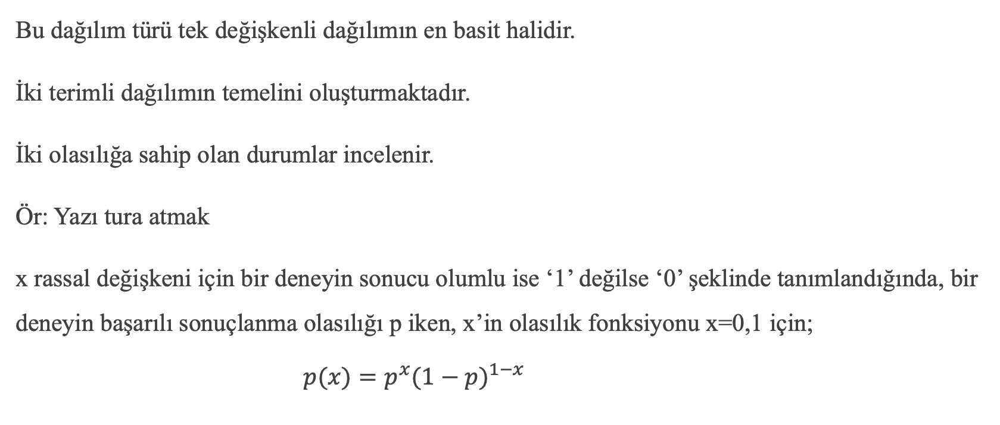 Bu dağılım türü tek değişkenli dağılımın en basit halidir.
İki terimli dağılımın temelini oluşturmaktadır.
İki olasılığa sahip olan durumlar incelenir.
Ör: Yazı tura atmak
x rassal değişkeni için bir deneyin sonucu olumlu ise ‘1’ değilse ‘0’ şeklinde tanımlandığında, bir
deneyin başarılı sonuçlanma olasılığı p iken, x’in olasılık fonksiyonu x=0,1 için;
𝑝(𝑥) = 𝑝^𝑥(1 − 𝑝)^{1−𝑥}